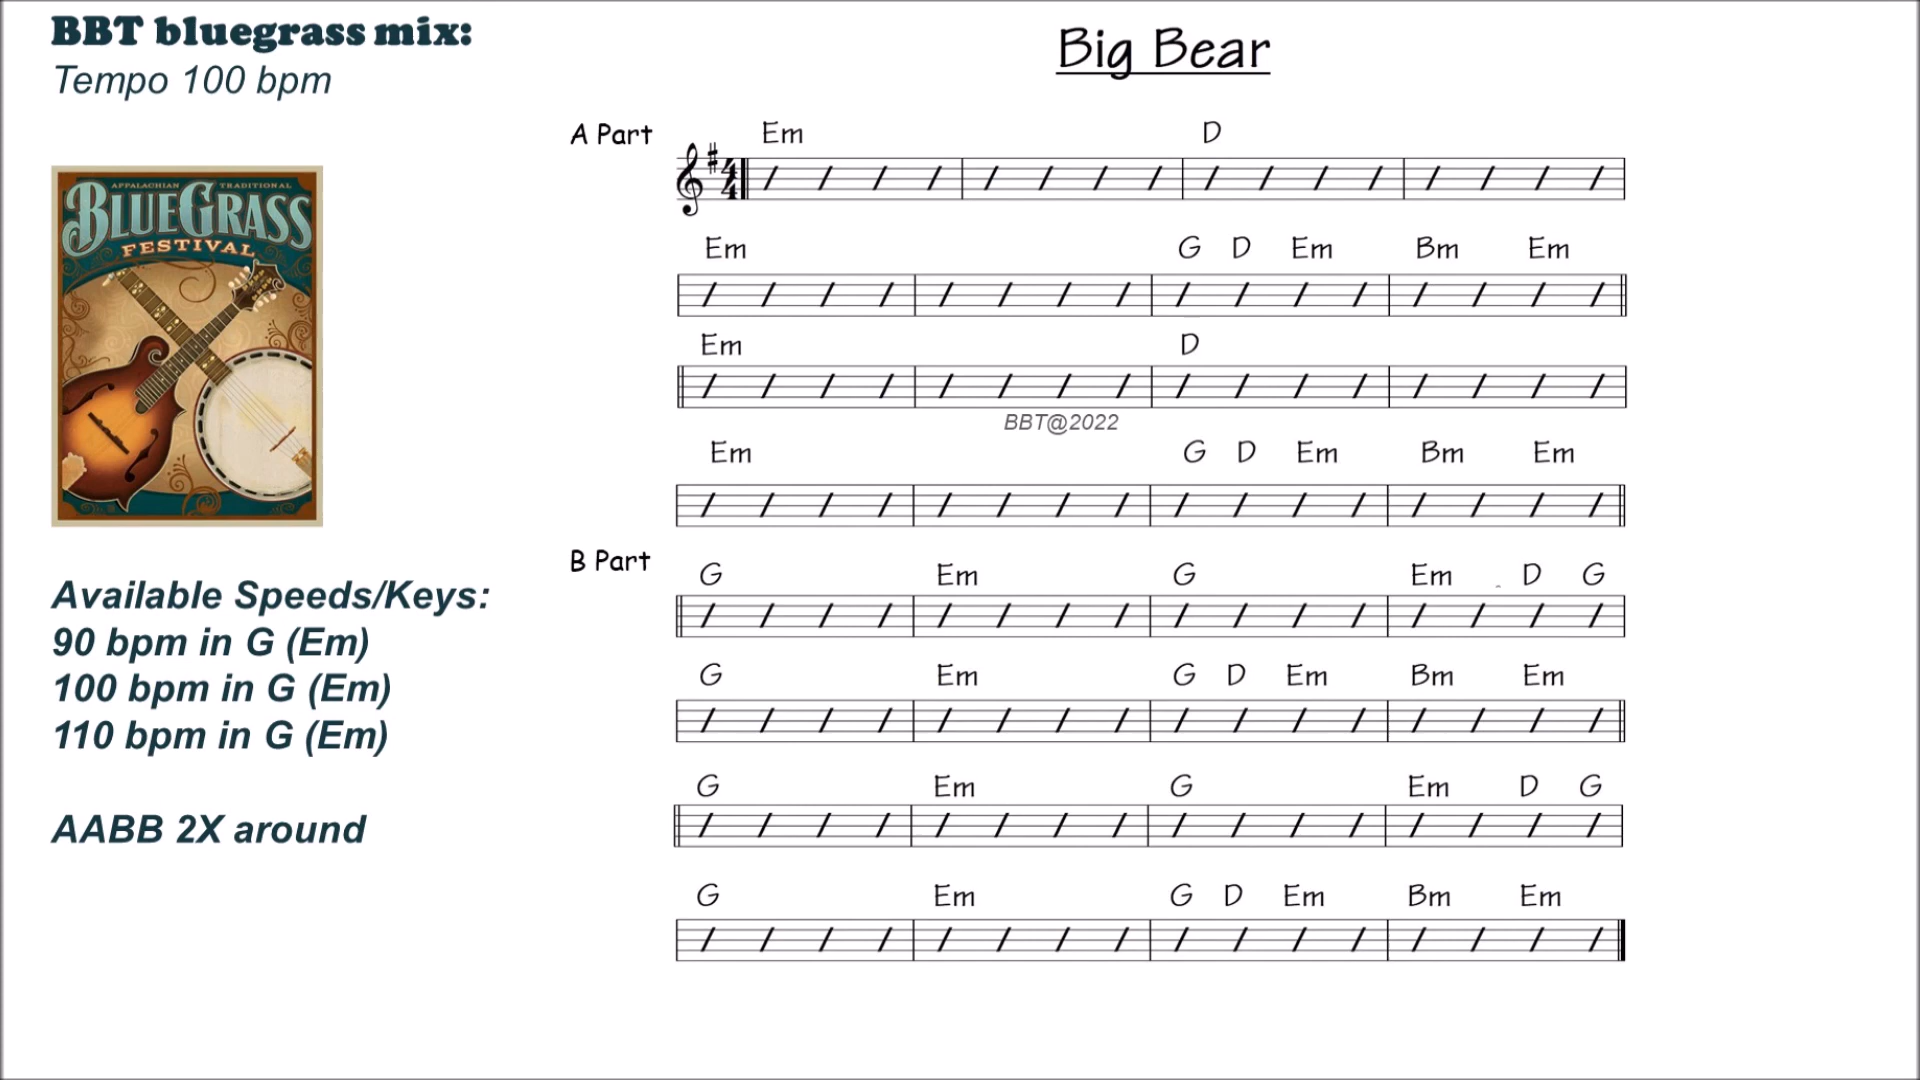 BBT bluegrass mix:
Tempo 100 bpm
APPALACHIAN TRADITIONAL
BLUEGRASS
FESTIVAL
Available Speeds/Keys:
90 bpm in G (Em)
100 bpm in G (Em)
110 bpm in G (Em)
AABB 2X around
Big Bear
A Part
Em D
4
4
Em G D Em Bm Em
Em D
BBT@2022
Em G D Em Bm Em
B Part
G Em G Em D G
G Em G D Em Bm Em
G Em G Em D G
G Em G D Em Bm Em